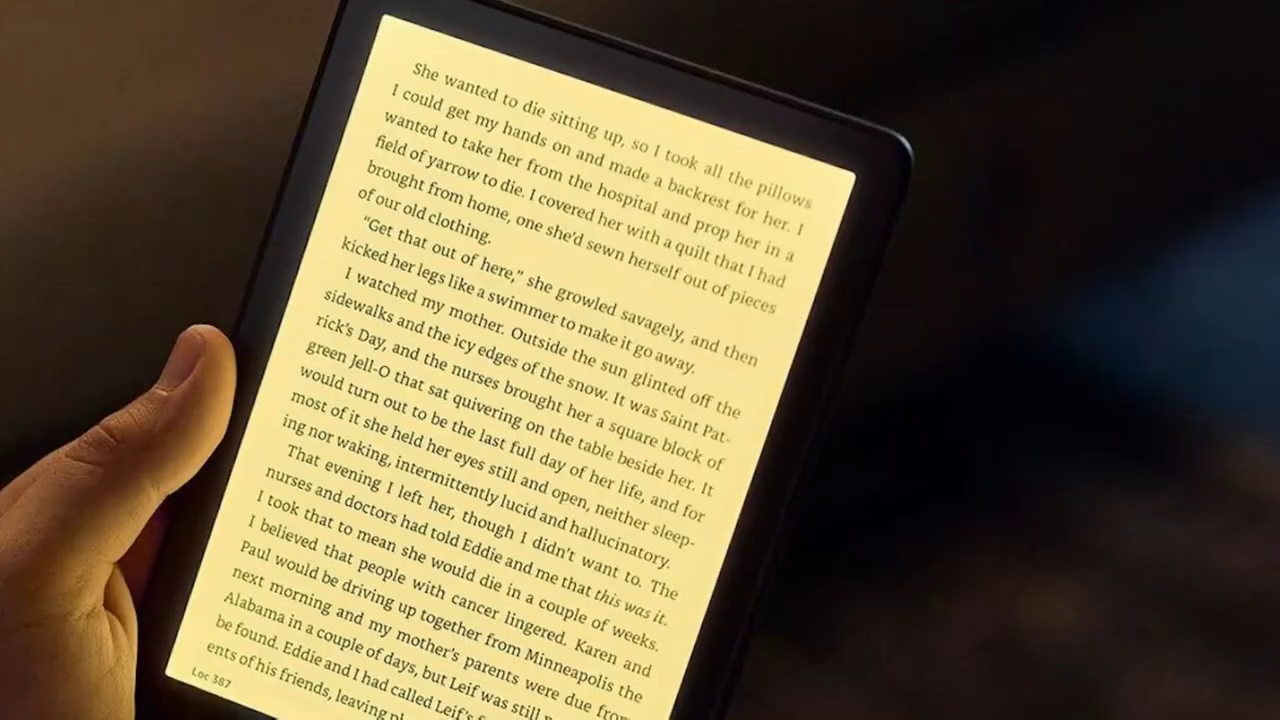 She wanted to die sitting up, so I took all the pillows
I could get my hands on and made a backrest for her. I
wanted to take her from the hospital and prop her in a
field of yarrow to die. I covered her with a quilt that I had
brought from home, one she’d sewn herself out of pieces
of our old clothing.
“Get that out of here,” she growled savagely, and then
kicked her legs like a swimmer to make it go away.
I watched my mother. Outside the sun glinted off the
sidewalks and the icy edges of the snow. It was Saint Pat-
rick’s Day, and the nurses brought her a square block of
green Jell-O that sat quivering on the table beside her. It
would turn out to be the last full day of her life, and for
most of it she held her eyes still and open, neither sleep-
ing nor waking, intermittently lucid and hallucinatory.
That evening I left her, though I didn’t want to. The
nurses and doctors had told Eddie and me that this was it.
I took that to mean she would die in a couple of weeks.
I believed that people with cancer lingered. Karen and
Paul would be driving up together from Minneapolis the
next morning and my mother’s parents were due from
Alabama in a couple of days, but Leif was still
be found. Eddie and I had called Leif’s
ents of his friends, leaving
Loc 387